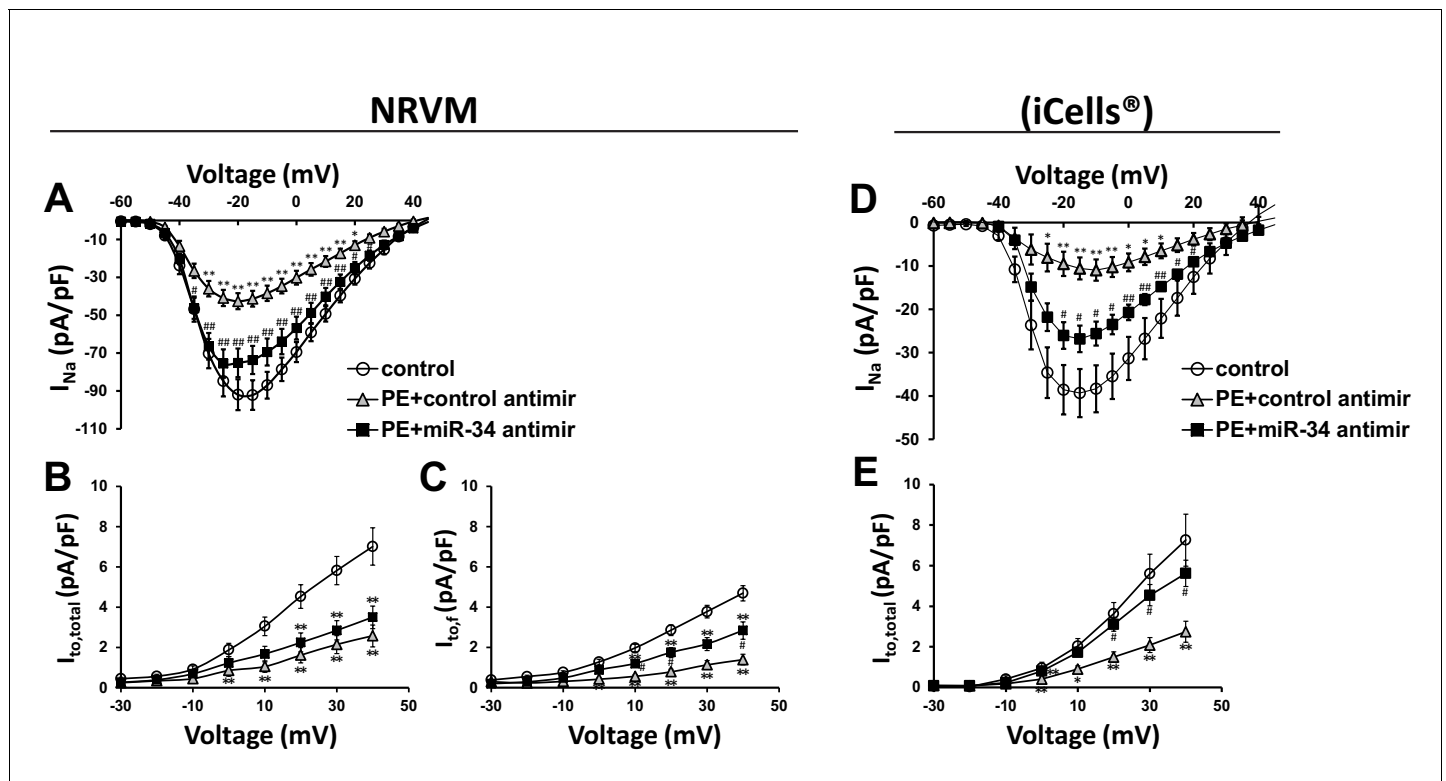 NRVM
(iCells®)
A
Voltage (mV)
-60 -40 -20 0 20 40
-10
-30
-50
-70
-90
-110
I_Na (pA/pF)
** ** ** ** ** ** ** ** ** ** *
# ## ## ## ## ## ## ## ## ## ## # #
control
PE+control antimir
PE+miR-34 antimir
D
Voltage (mV)
-60 -40 -20 0 20 40
0
-10
-20
-30
-40
-50
I_Na (pA/pF)
* ** ** ** ** * * *
# # # # ## ## ## # #
control
PE+control antimir
PE+miR-34 antimir
B
I_to,total (pA/pF)
10
8
6
4
2
0
** ** **
** ** ** ** **
-30 -10 10 30 50
Voltage (mV)
C
I_to,f (pA/pF)
10
8
6
4
2
0
** ** ** **
# # #
** ** ** ** **
-30 -10 10 30 50
Voltage (mV)
E
I_to,total (pA/pF)
10
8
6
4
2
0
# # #
** ** * ** ** **
-30 -10 10 30 50
Voltage (mV)